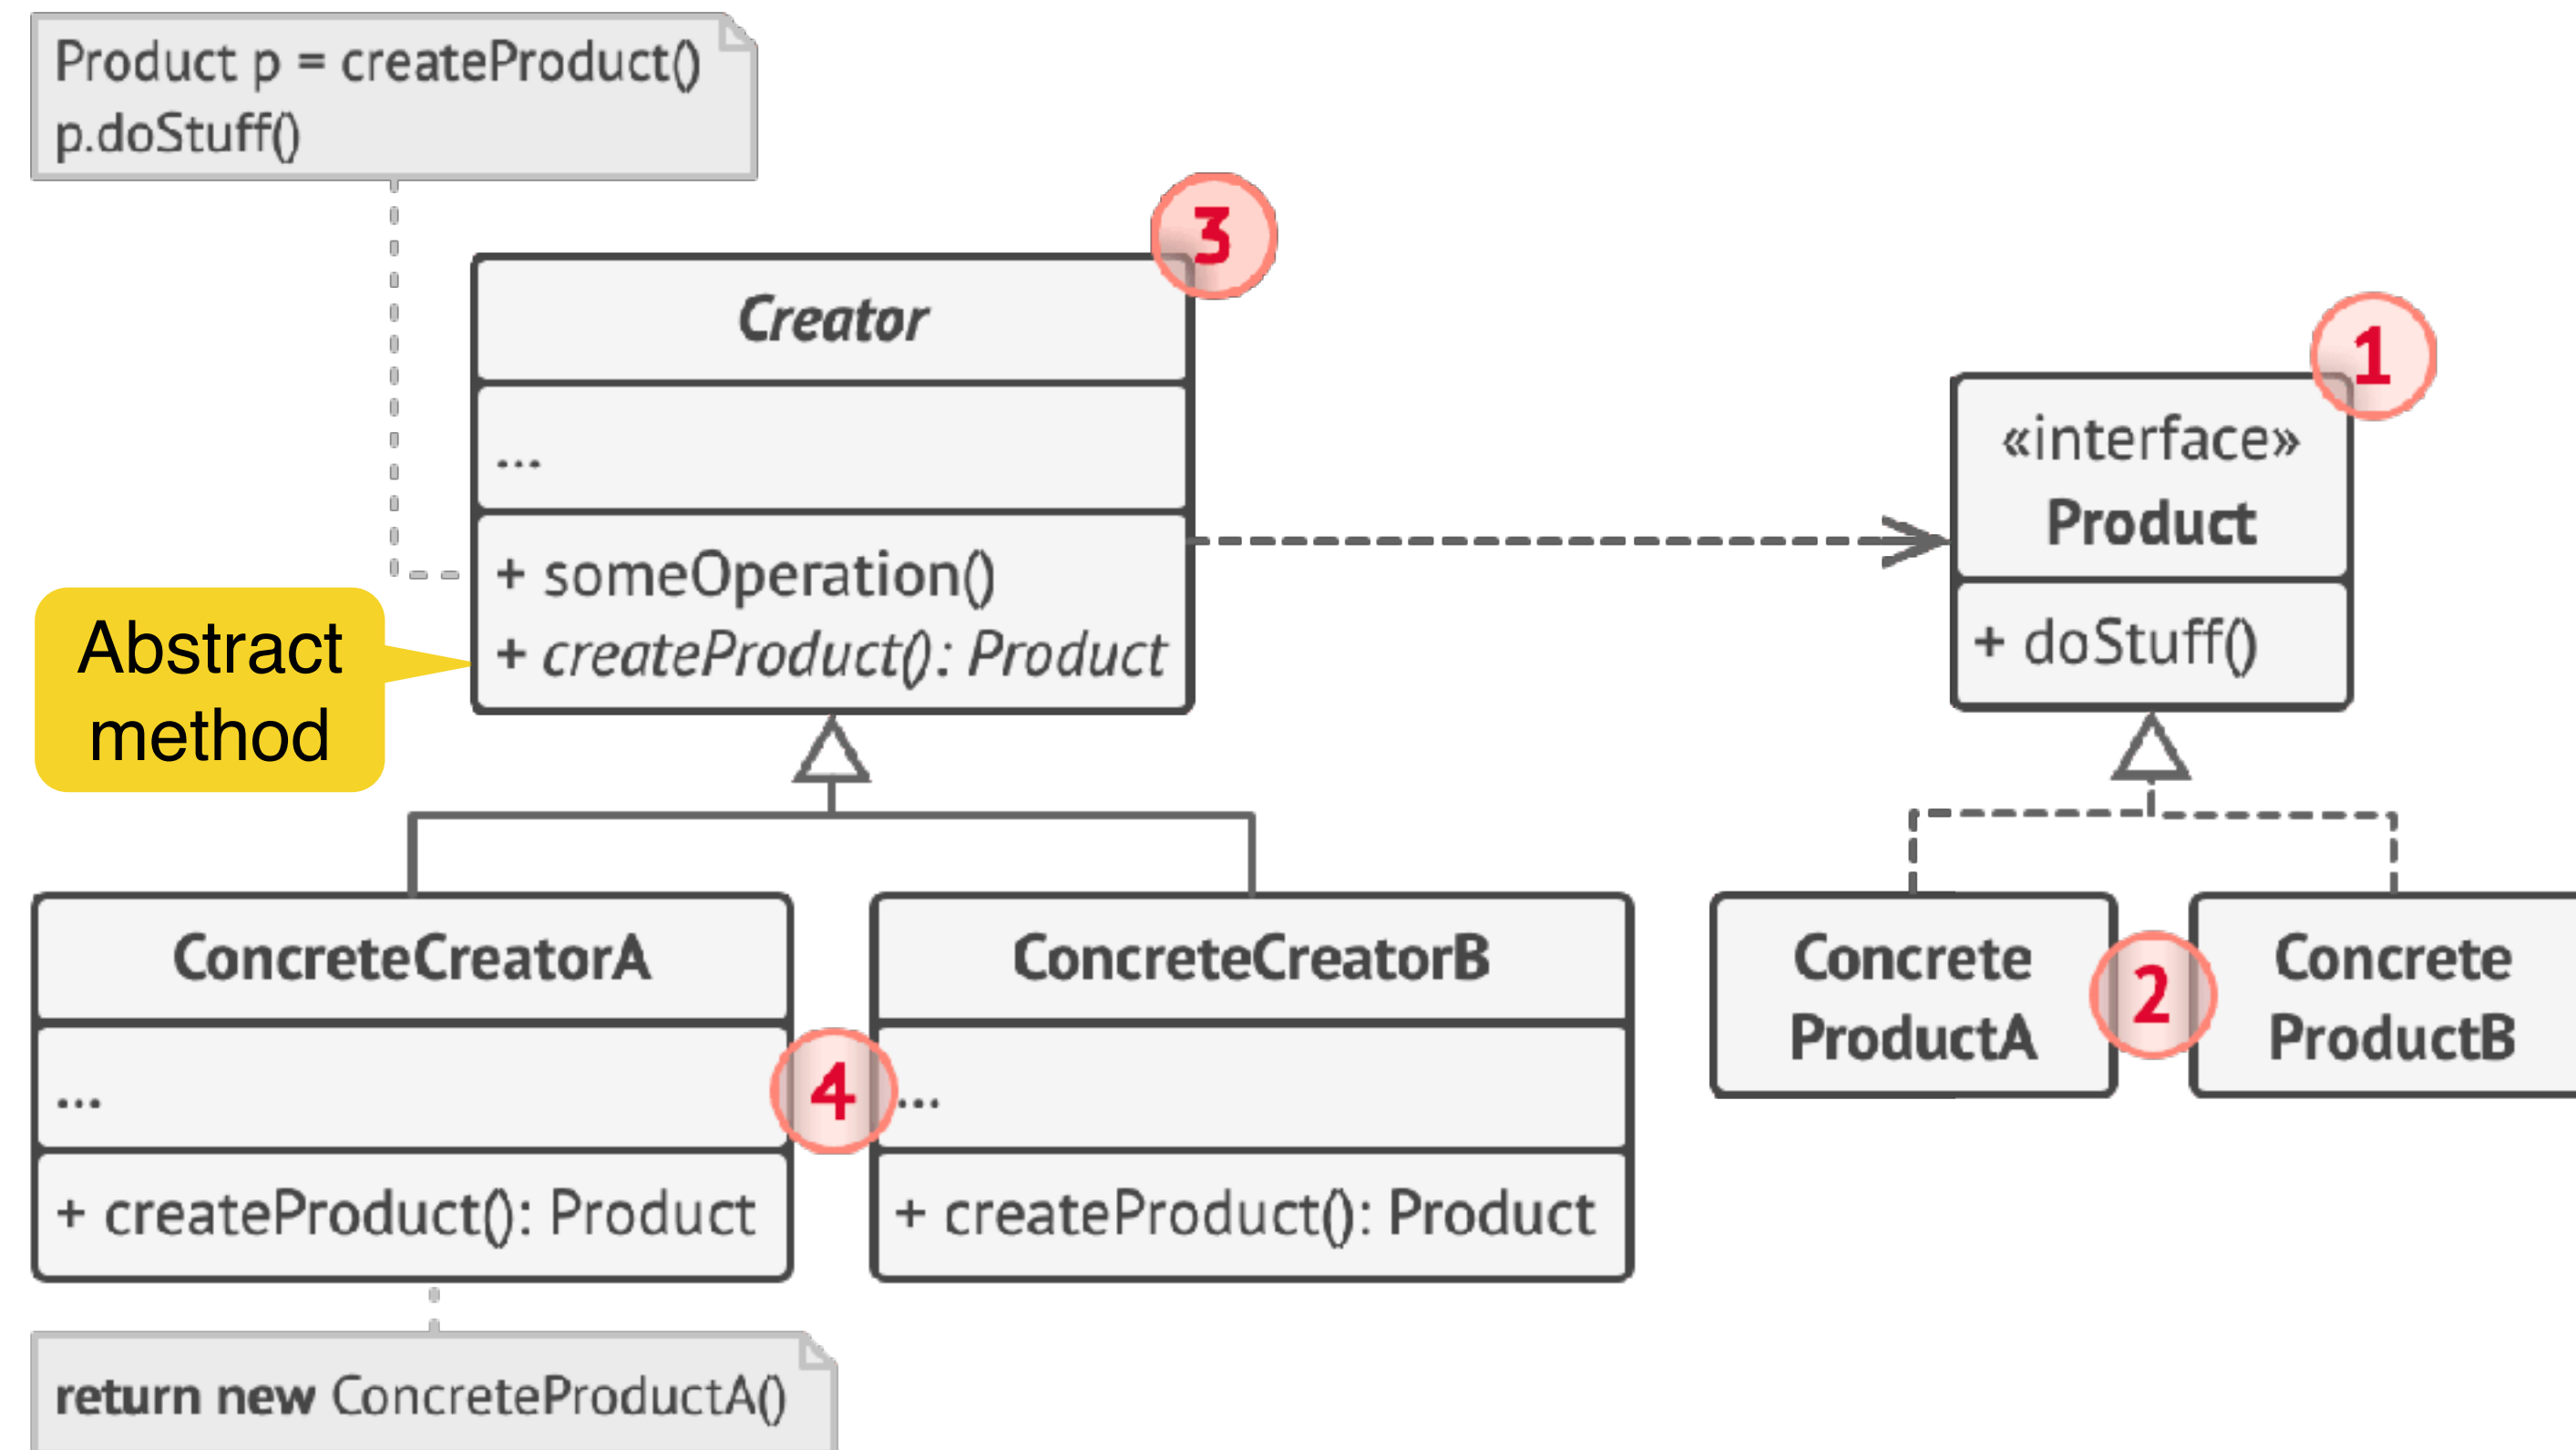 Product p = createProduct()
p.doStuff()
3
Creator
...
+ someOperation()
+ createProduct(): Product
Abstract
method
1
«interface»
Product
+ doStuff()
ConcreteCreatorA
...
+ createProduct(): Product
4
ConcreteCreatorB
...
+ createProduct(): Product
Concrete
ProductA
2
Concrete
ProductB
return new ConcreteProductA()